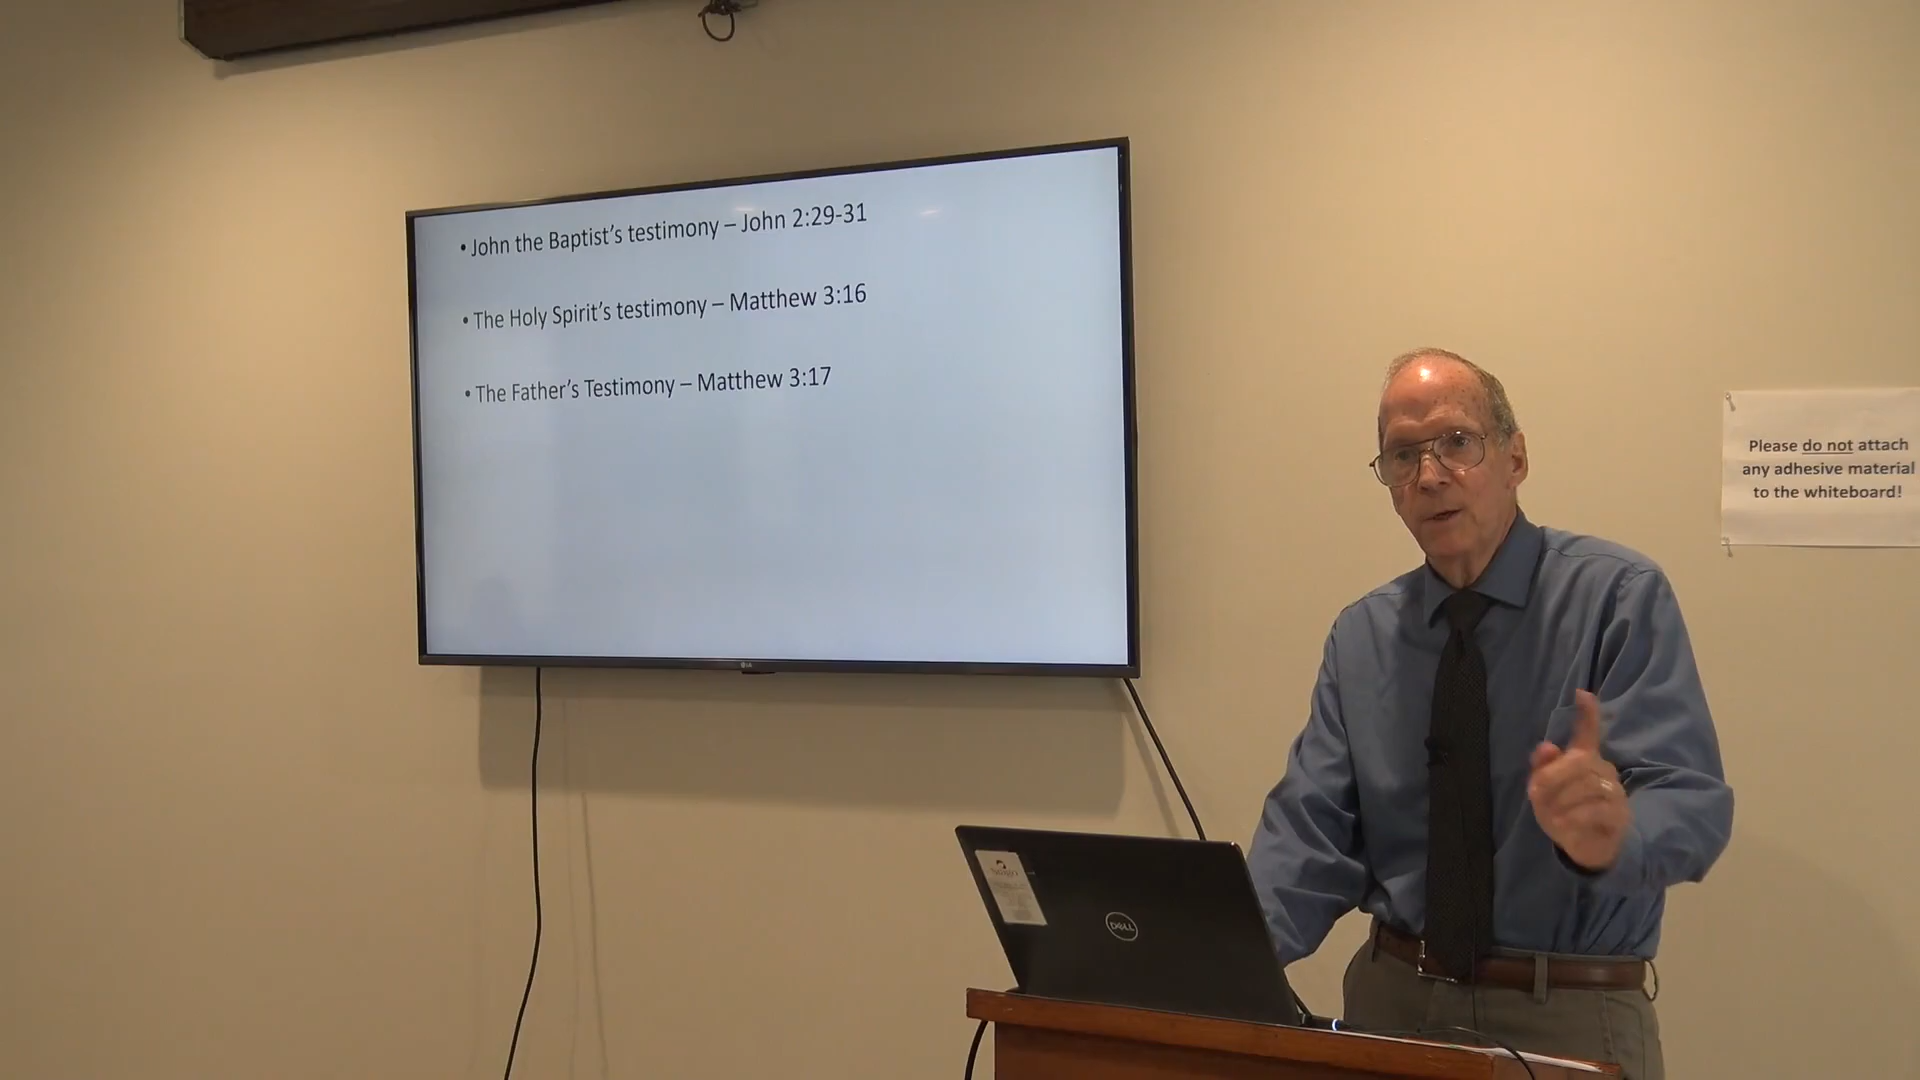 • John the Baptist’s testimony – John 2:29-31
• The Holy Spirit’s testimony – Matthew 3:16
• The Father’s Testimony – Matthew 3:17
LG
Please do not attach
any adhesive material
to the whiteboard!
DELL